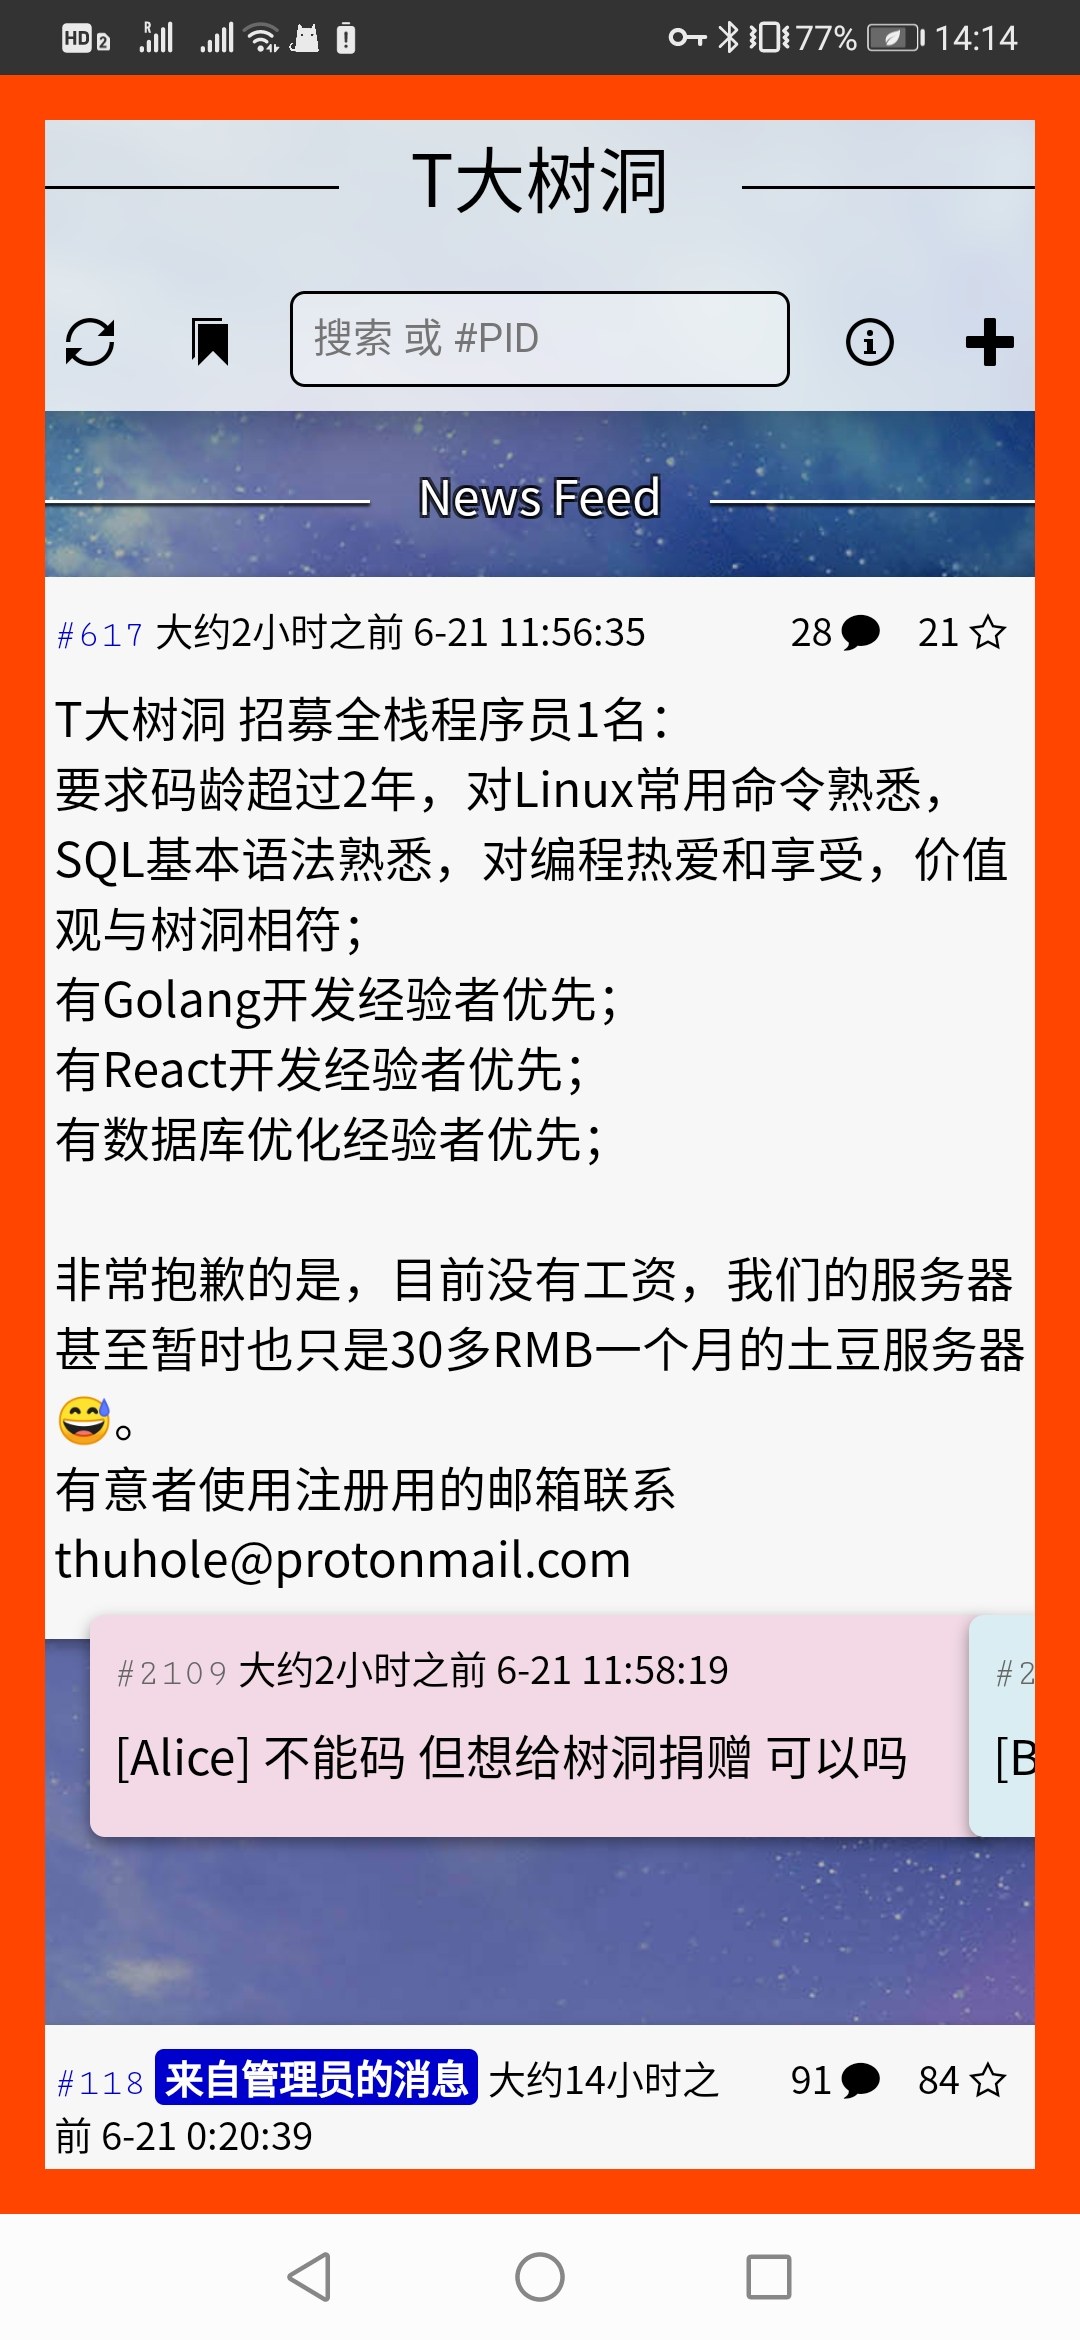 HD 2 R 77% 14:14
T大树洞
搜索 或 #PID
News Feed
#617 大约2小时之前 6-21 11:56:35 28 21
T大树洞 招募全栈程序员1名：
要求码龄超过2年，对Linux常用命令熟悉，
SQL基本语法熟悉，对编程热爱和享受，价值
观与树洞相符；
有Golang开发经验者优先；
有React开发经验者优先；
有数据库优化经验者优先；
非常抱歉的是，目前没有工资，我们的服务器
甚至暂时也只是30多RMB一个月的土豆服务器
😅。
有意者使用注册用的邮箱联系
thuhole@protonmail.com
#2109 大约2小时之前 6-21 11:58:19 #2
[Alice] 不能码 但想给树洞捐赠 可以吗 [B
#118 来自管理员的消息 大约14小时之 91 84
前 6-21 0:20:39